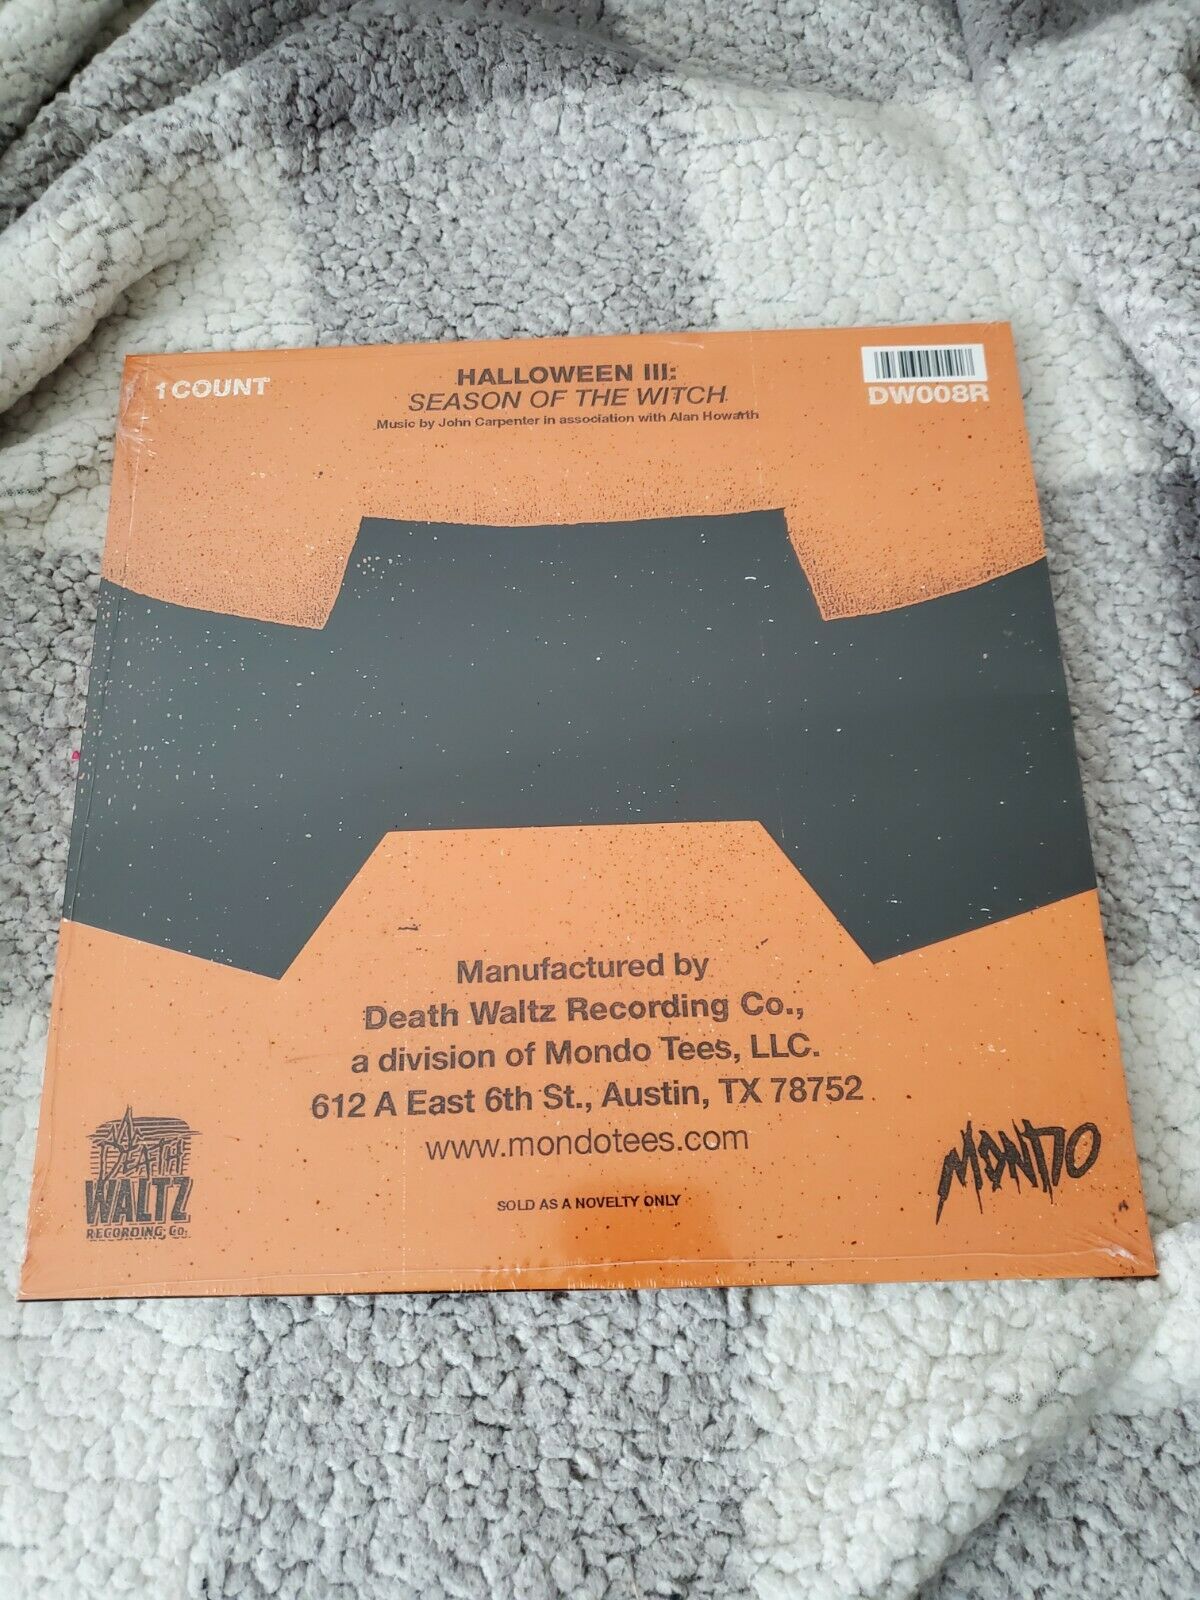 1 COUNT
HALLOWEEN III:
SEASON OF THE WITCH
Music by John Carpenter in association with Alan Howarth
DW008R
Manufactured by
Death Waltz Recording Co.,
a division of Mondo Tees, LLC.
612 A East 6th St., Austin, TX 78752
www.mondotees.com
SOLD AS A NOVELTY ONLY
DEATH
WALTZ
RECORDING Co.
MONDO